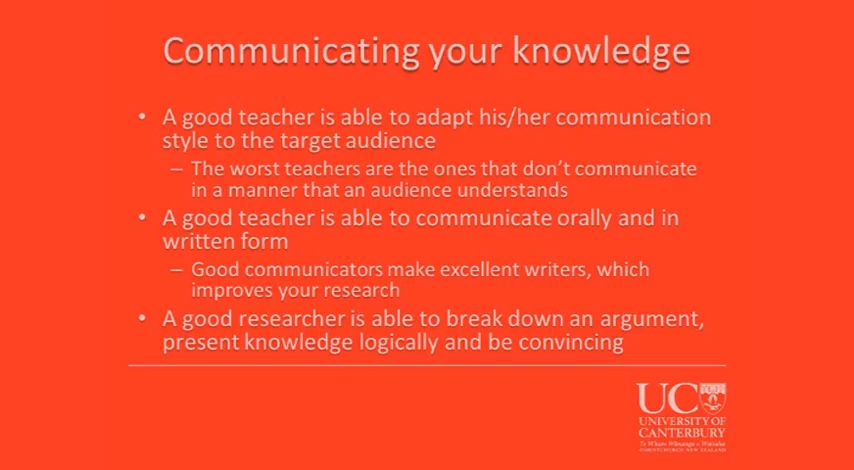 Communicating your knowledge
• A good teacher is able to adapt his/her communication
style to the target audience
– The worst teachers are the ones that don't communicate
in a manner that an audience understands
• A good teacher is able to communicate orally and in
written form
– Good communicators make excellent writers, which
improves your research
• A good researcher is able to break down an argument,
present knowledge logically and be convincing
UC
UNIVERSITY OF
CANTERBURY
Te Whare Wānanga o Waitaha
CHRISTCHURCH NEW ZEALAND